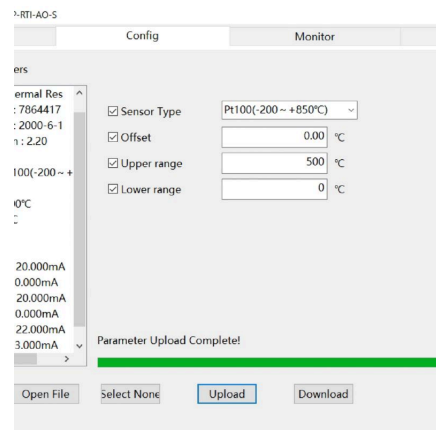 P-RTI-AO-S
Config
Monitor
ers
ermal Res
: 7864417
: 2000-6-1
n : 2.20
100(-200 ~ +
00℃
℃
20.000mA
0.000mA
20.000mA
0.000mA
22.000mA
3.000mA
Sensor Type
Pt100(-200 ~ +850℃)
Offset
0.00 ℃
Upper range
500 ℃
Lower range
0 ℃
Parameter Upload Complete!
Open File
Select None
Upload
Download